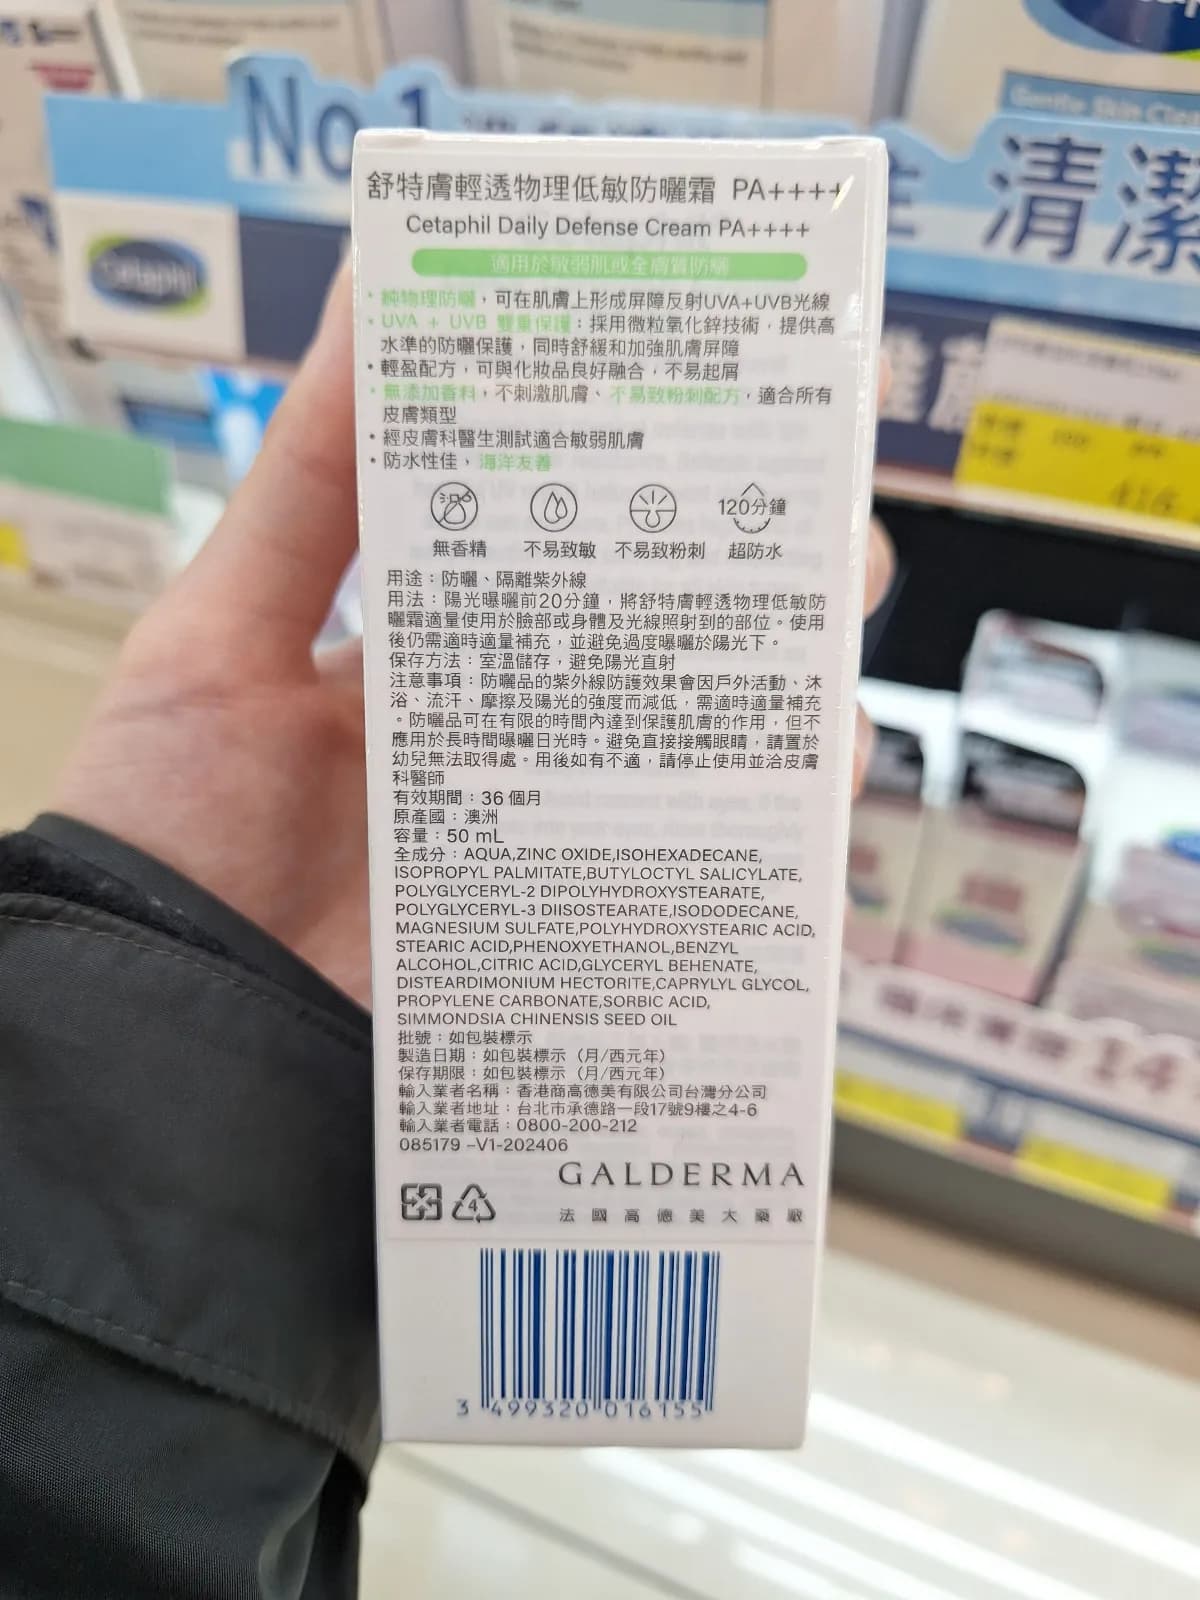 No.1
清潔
Gentle Skin
Cetaphil
舒特膚輕透物理低敏防曬霜 PA++++
Cetaphil Daily Defense Cream PA++++
適用於敏弱肌或全膚質防曬
・純物理防曬，可在肌膚上形成屏障反射UVA+UVB光線
・UVA + UVB 雙重保護：採用微粒氧化鋅技術，提供高
水準的防曬保護，同時舒緩和加強肌膚屏障
・輕盈配方，可與化妝品良好融合，不易起屑
・無添加香料，不刺激肌膚、不易致粉刺配方，適合所有
皮膚類型
・經皮膚科醫生測試適合敏弱肌膚
・防水性佳，海洋友善
120分鐘
無香精 不易致敏 不易致粉刺 超防水
用途：防曬、隔離紫外線
用法：陽光曝曬前20分鐘，將舒特膚輕透物理低敏防
曬霜適量使用於臉部或身體及光線照射到的部位。使用
後仍需適時適量補充，並避免過度曝曬於陽光下。
保存方法：室溫儲存，避免陽光直射
注意事項：防曬品的紫外線防護效果會因戶外活動、沐
浴、流汗、摩擦及陽光的強度而減低，需適時適量補充
。防曬品可在有限的時間內達到保護肌膚的作用，但不
應用於長時間曝曬日光時。避免直接接觸眼睛，請置於
幼兒無法取得處。用後如有不適，請停止使用並洽皮膚
科醫師
有效期間：36個月
原產國：澳洲
容量：50 mL
全成分：AQUA,ZINC OXIDE,ISOHEXADECANE,
ISOPROPYL PALMITATE,BUTYLOCTYL SALICYLATE,
POLYGLYCERYL-2 DIPOLYHYDROXYSTEARATE,
POLYGLYCERYL-3 DIISOSTEARATE,ISODODECANE,
MAGNESIUM SULFATE,POLYHYDROXYSTEARIC ACID,
STEARIC ACID,PHENOXYETHANOL,BENZYL
ALCOHOL,CITRIC ACID,GLYCERYL BEHENATE,
DISTEARDIMONIUM HECTORITE,CAPRYLYL GLYCOL,
PROPYLENE CARBONATE,SORBIC ACID,
SIMMONDSIA CHINENSIS SEED OIL
批號：如包裝標示
製造日期：如包裝標示（月/西元年）
保存期限：如包裝標示（月/西元年）
輸入業者名稱：香港商高德美有限公司台灣分公司
輸入業者地址：台北市承德路一段17號9樓之4-6
輸入業者電話：0800-200-212
085179 –V1-202406
GALDERMA
4
法國高德美大藥廠
3 499320 016155